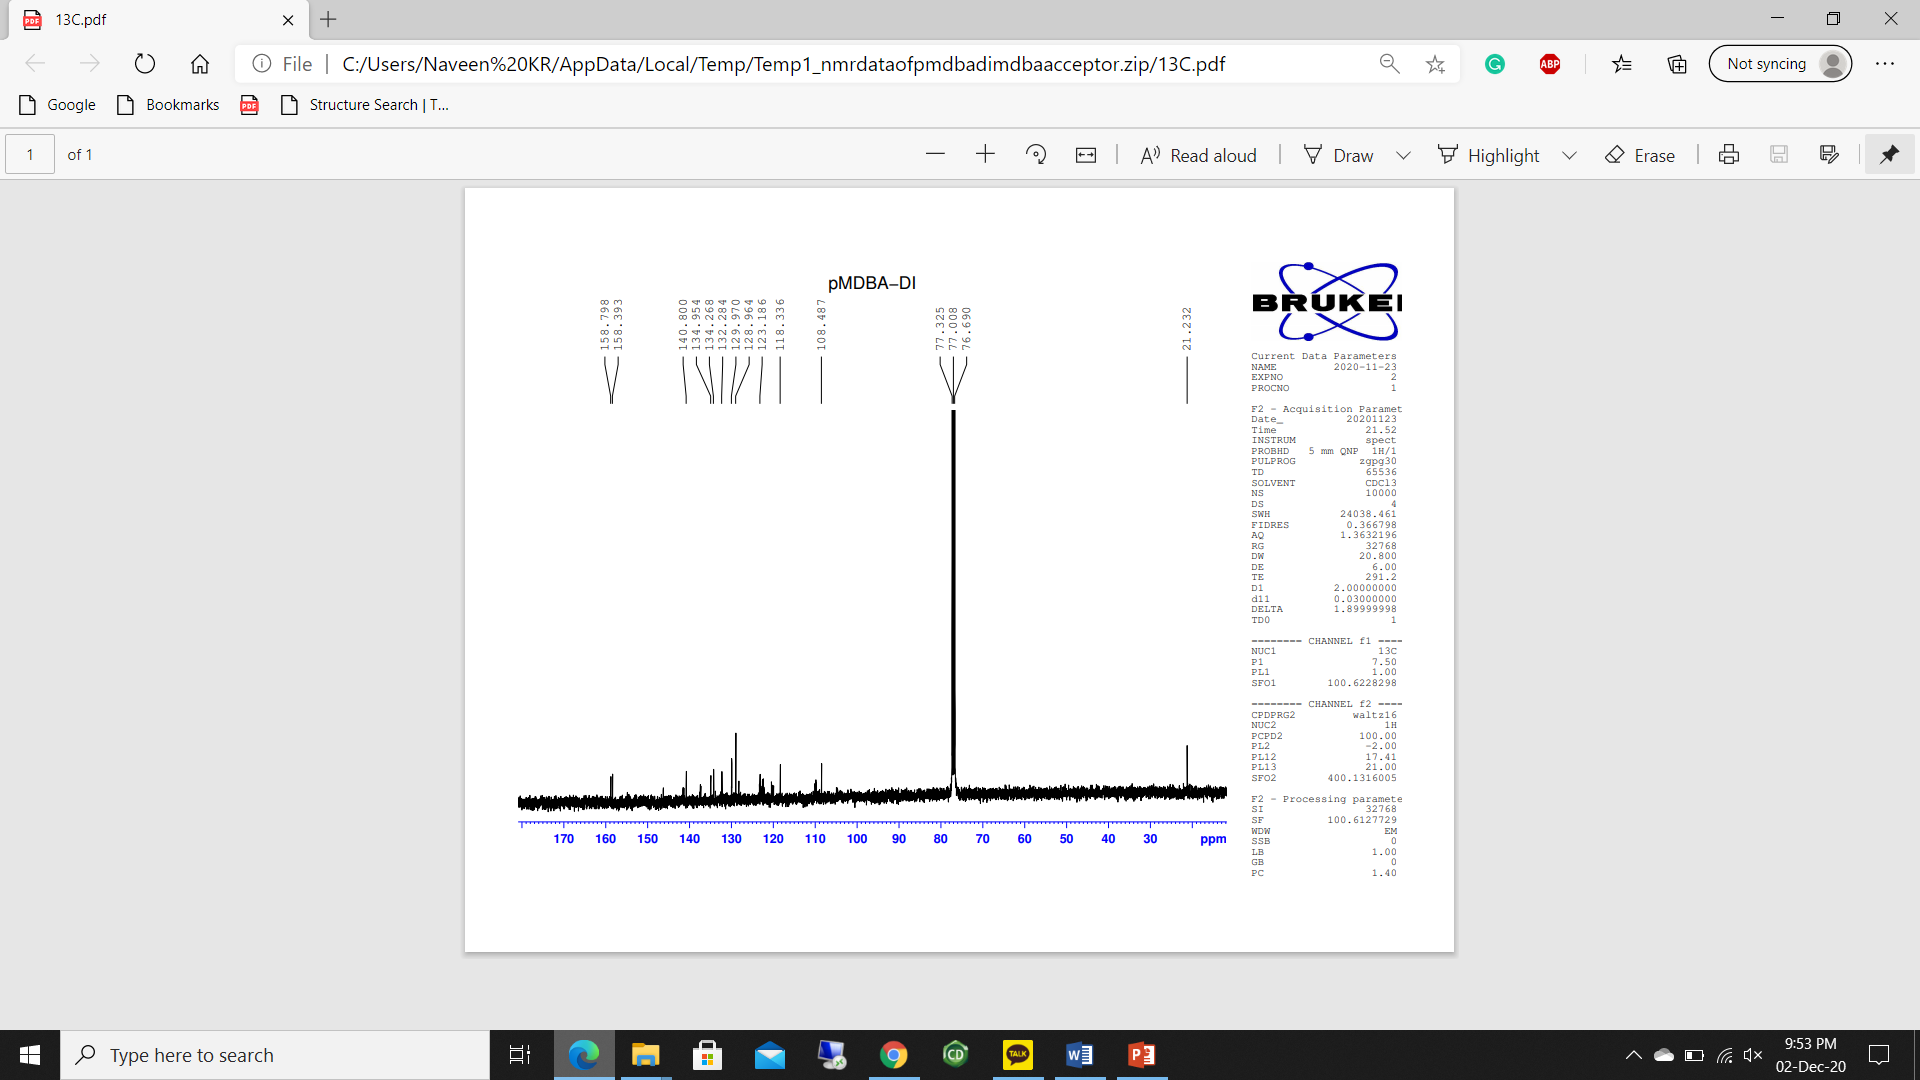 13C.pdf
File | C:/Users/Naveen%20KR/AppData/Local/Temp/Temp1_nmrdataofpmdbadimdbaacceptor.zip/13C.pdf
ABP
Not syncing
Google Bookmarks PDF Structure Search | T...
1 of 1
Read aloud Draw Highlight Erase
pMDBA-DI
158.798
158.393
140.800
134.954
134.268
132.284
129.970
128.964
123.186
118.336
108.487
77.325
77.008
76.690
21.232
170 160 150 140 130 120 110 100 90 80 70 60 50 40 30 ppm
BRUKE
Current Data Parameters
NAME 2020-11-23
EXPNO 2
PROCNO 1
F2 - Acquisition Paramet
Date_ 20201123
Time 21.52
INSTRUM spect
PROBHD 5 mm QNP 1H/1
PULPROG zgpg30
TD 65536
SOLVENT CDCl3
NS 10000
DS 4
SWH 24038.461
FIDRES 0.366798
AQ 1.3632196
RG 32768
DW 20.800
DE 6.00
TE 291.2
D1 2.00000000
d11 0.03000000
DELTA 1.89999998
TD0 1
======== CHANNEL f1 ====
NUC1 13C
P1 7.50
PL1 1.00
SFO1 100.6228298
======== CHANNEL f2 ====
CPDPRG2 waltz16
NUC2 1H
PCPD2 100.00
PL2 -2.00
PL12 17.41
PL13 21.00
SFO2 400.1316005
F2 - Processing paramete
SI 32768
SF 100.6127729
WDW EM
SSB 0
LB 1.00
GB 0
PC 1.40
Type here to search
CD
TALK
9:53 PM
02-Dec-20